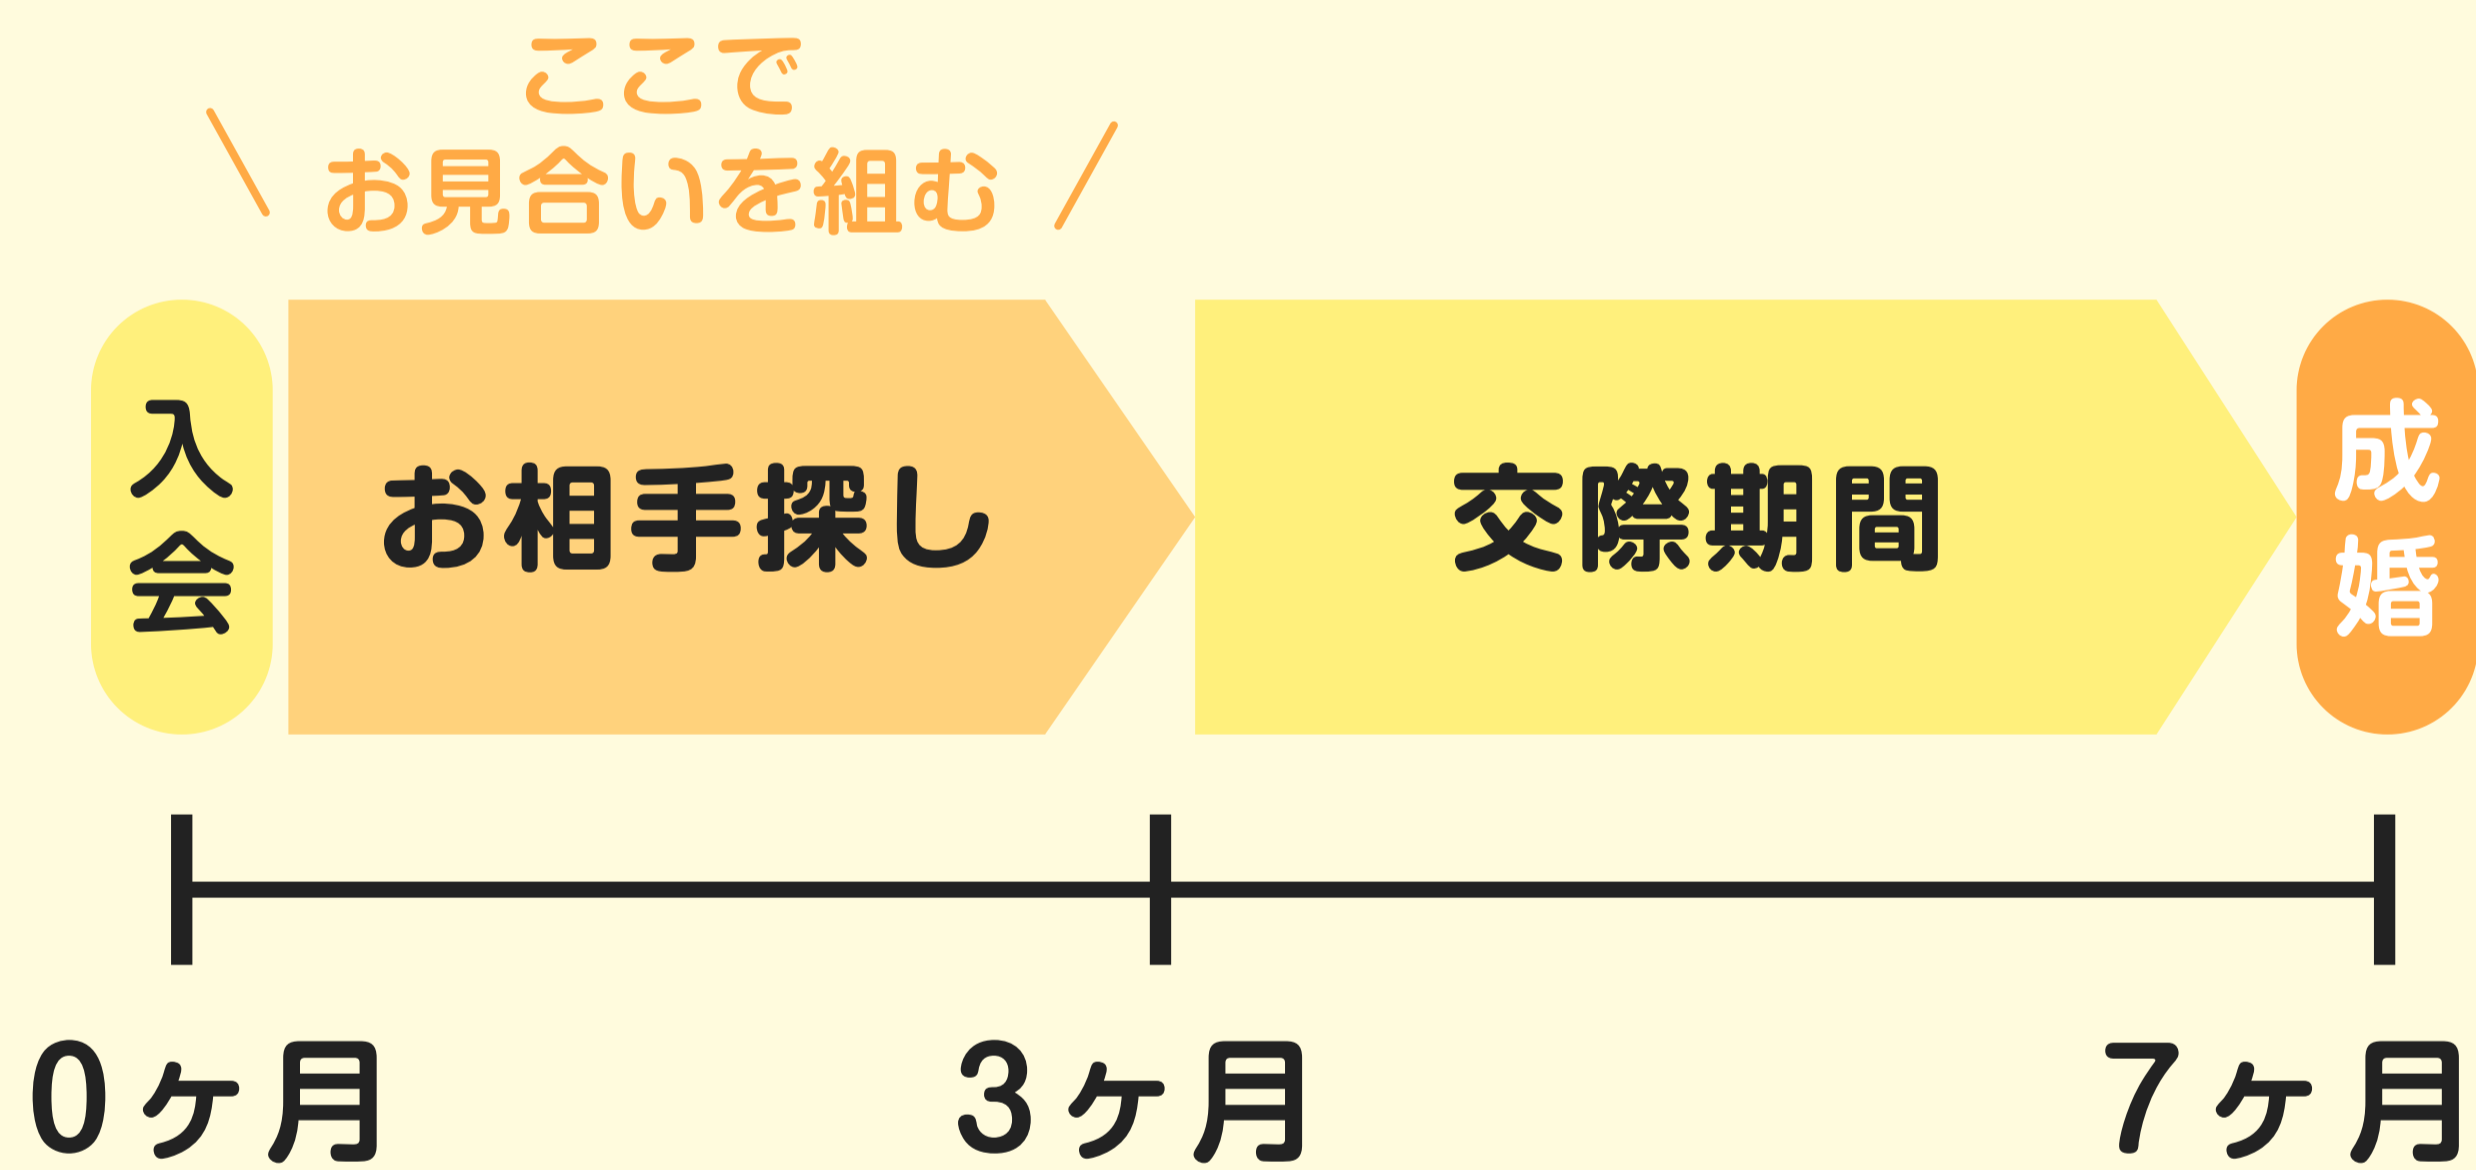 ここで
お見合いを組む
入会
お相手探し
交際期間
成婚
0ヶ月
3ヶ月
7ヶ月